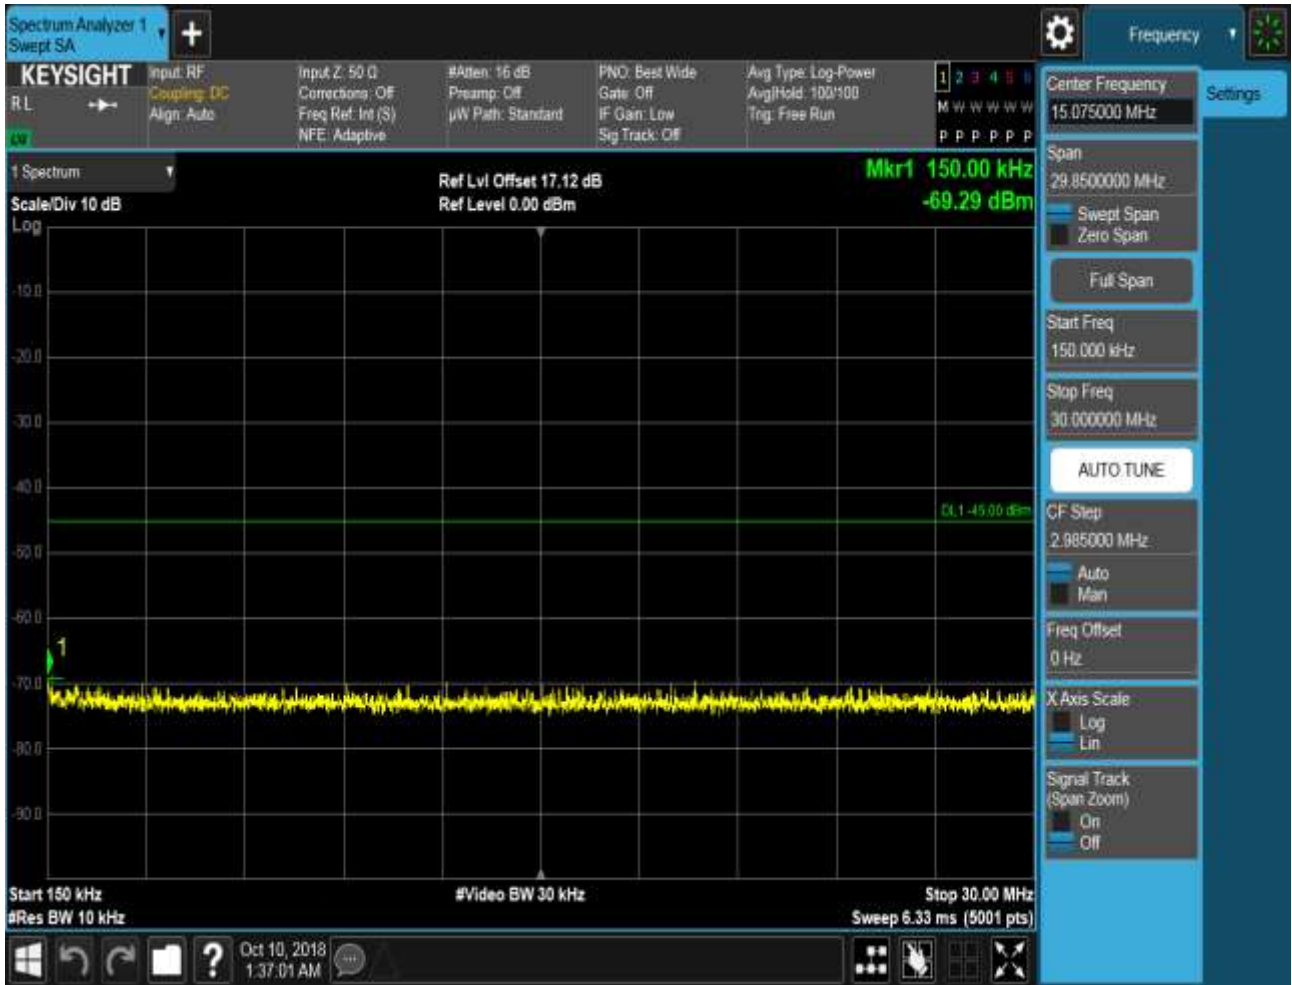 Spectrum Analyzer 1
Swept SA
+
Frequency
KEYSIGHT
RL
Input: RF
Coupling: DC
Align: Auto
Input Z: 50 Ω
Corrections: Off
Freq Ref: Int (S)
NFE: Adaptive
#Atten: 16 dB
Preamp: Off
µW Path: Standard
PNO: Best Wide
Gate: Off
IF Gain: Low
Sig Track: Off
Avg Type: Log-Power
Avg|Hold: 100/100
Trig: Free Run
1 2 3 4 5 6
M W W W W W
P P P P P P
1 Spectrum
Scale/Div 10 dB
Log
Ref Lvl Offset 17.12 dB
Ref Level 0.00 dBm
Mkr1 150.00 kHz
-69.29 dBm
-10.0
-20.0
-30.0
-40.0
DL1 -45.00 dBm
-50.0
-60.0
1
-70.0
-80.0
-90.0
Start 150 kHz
#Video BW 30 kHz
Stop 30.00 MHz
#Res BW 10 kHz
Sweep 6.33 ms (5001 pts)
Center Frequency
15.075000 MHz
Settings
Span
29.8500000 MHz
Swept Span
Zero Span
Full Span
Start Freq
150.000 kHz
Stop Freq
30.000000 MHz
AUTO TUNE
CF Step
2.985000 MHz
Auto
Man
Freq Offset
0 Hz
X Axis Scale
Log
Lin
Signal Track
(Span Zoom)
On
Off
?
Oct 10, 2018
1:37:01 AM